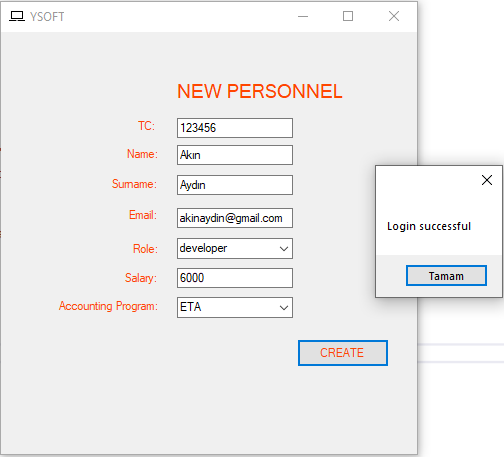 YSOFT
NEW PERSONNEL
TC: 123456
Name: Akın
Surname: Aydın
Email: akinaydin@gmail.com
Role: developer
Salary: 6000
Accounting Program: ETA
CREATE
Login successful
Tamam